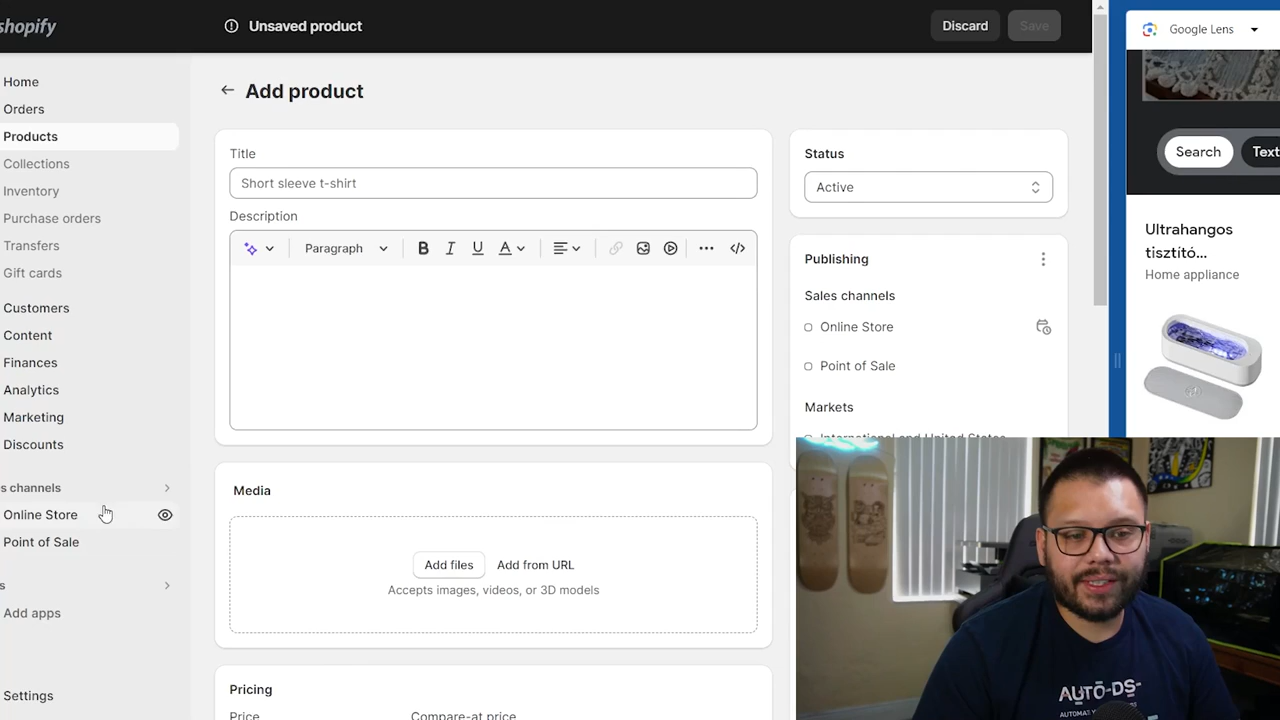 shopify
Unsaved product
Discard
Save
Google Lens
Home
Orders
Products
Collections
Inventory
Purchase orders
Transfers
Gift cards
Customers
Content
Finances
Analytics
Marketing
Discounts
s channels
Online Store
Point of Sale
s
Add apps
Settings
Add product
Title
Short sleeve t-shirt
Description
Paragraph
B I U A
Media
Add files Add from URL
Accepts images, videos, or 3D models
Pricing
Price Compare-at price
Status
Active
Publishing
Sales channels
Online Store
Point of Sale
Markets
International and United States
Search Text
Ultrahangos
tisztító...
Home appliance
AUTO-DS-